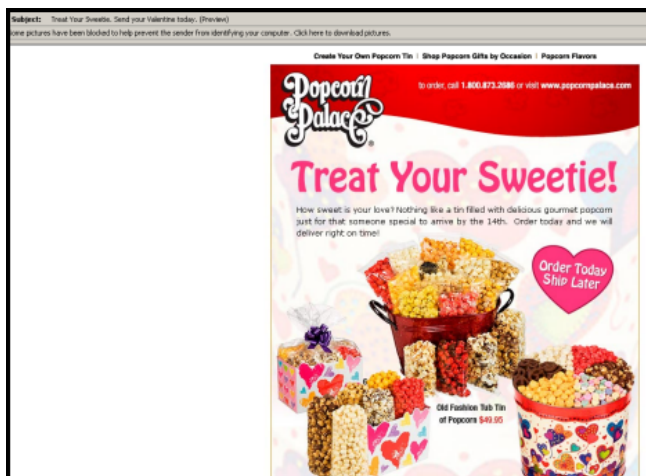 Subject: Treat Your Sweetie. Send your Valentine today. (Preview)
ome pictures have been blocked to help prevent the sender from identifying your computer. Click here to download pictures.
Create Your Own Popcorn Tin | Shop Popcorn Gifts by Occasion | Popcorn Flavors
Popcorn
Palace®
to order, call 1.800.873.2686 or visit www.popcornpalace.com
Treat Your Sweetie!
How sweet is your love? Nothing like a tin filled with delicious gourmet popcorn
just for that someone special to arrive by the 14th. Order today and we will
deliver right on time!
Order Today
Ship Later
Old Fashion Tub Tin
of Popcorn $49.95